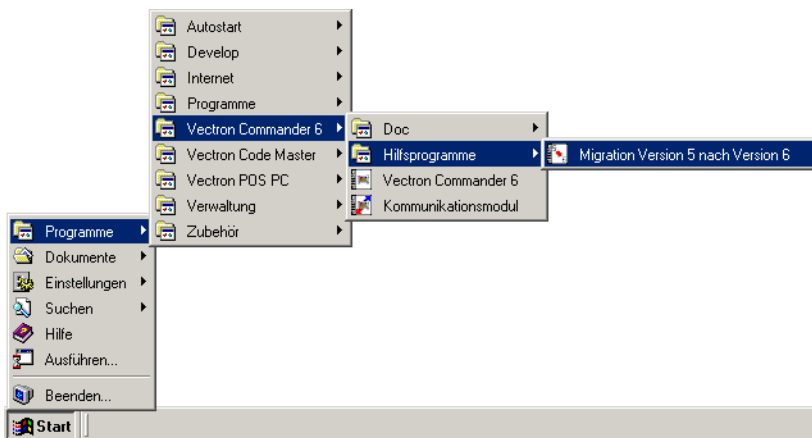 Autostart
Develop
Internet
Programme
Vectron Commander 6
Vectron Code Master
Vectron POS PC
Verwaltung
Zubehör
Doc
Hilfsprogramme
Vectron Commander 6
Kommunikationsmodul
Migration Version 5 nach Version 6
Programme
Dokumente
Einstellungen
Suchen
Hilfe
Ausführen...
Beenden...
Start